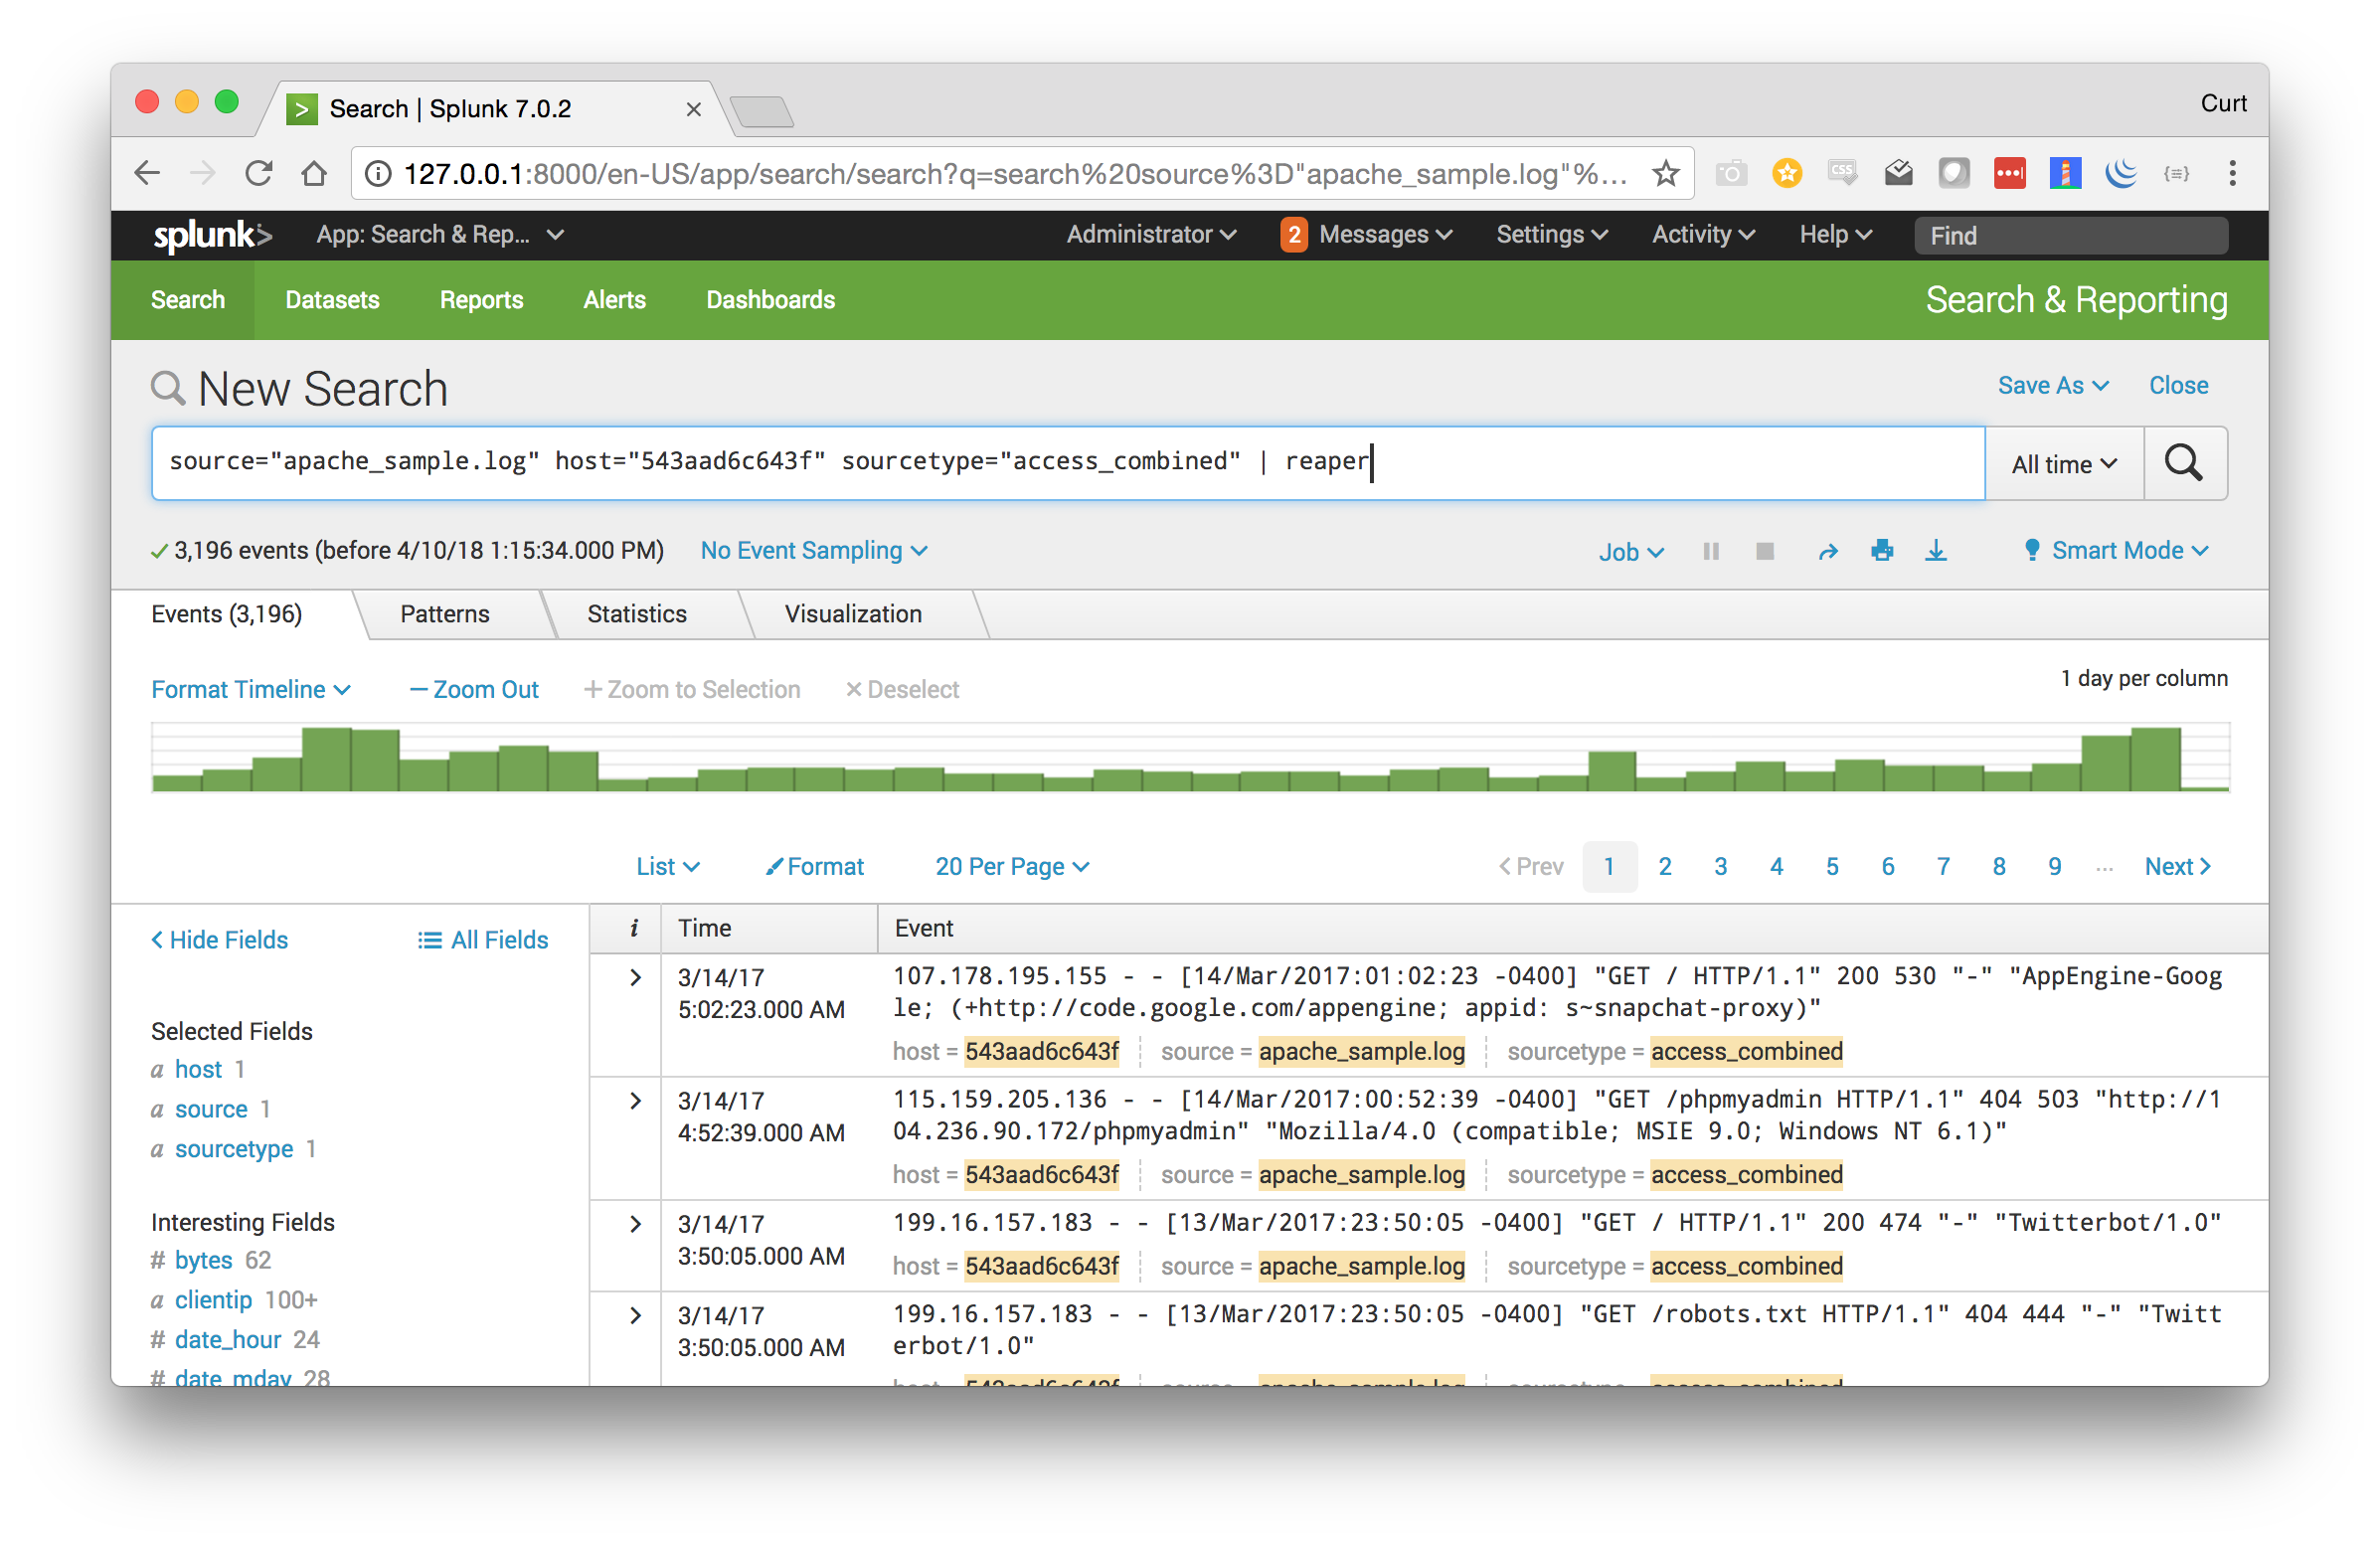 Search | Splunk 7.0.2
Curt
127.0.0.1:8000/en-US/app/search/search?q=search%20source%3D"apache_sample.log"%...
splunk> App: Search & Rep... Administrator 2 Messages Settings Activity Help Find
Search Datasets Reports Alerts Dashboards Search & Reporting
New Search Save As Close
source="apache_sample.log" host="543aad6c643f" sourcetype="access_combined" | reaper All time
3,196 events (before 4/10/18 1:15:34.000 PM) No Event Sampling Job Smart Mode
Events (3,196) Patterns Statistics Visualization
Format Timeline — Zoom Out + Zoom to Selection × Deselect 1 day per column
List Format 20 Per Page < Prev 1 2 3 4 5 6 7 8 9 ... Next >
< Hide Fields All Fields
i Time Event
Selected Fields
a host 1
a source 1
a sourcetype 1
Interesting Fields
# bytes 62
a clientip 100+
# date_hour 24
# date_mday 28
> 3/14/17 107.178.195.155 - - [14/Mar/2017:01:02:23 -0400] "GET / HTTP/1.1" 200 530 "-" "AppEngine-Goog
5:02:23.000 AM le; (+http://code.google.com/appengine; appid: s~snapchat-proxy)"
host = 543aad6c643f source = apache_sample.log sourcetype = access_combined
> 3/14/17 115.159.205.136 - - [14/Mar/2017:00:52:39 -0400] "GET /phpmyadmin HTTP/1.1" 404 503 "http://1
4:52:39.000 AM 04.236.90.172/phpmyadmin" "Mozilla/4.0 (compatible; MSIE 9.0; Windows NT 6.1)"
host = 543aad6c643f source = apache_sample.log sourcetype = access_combined
> 3/14/17 199.16.157.183 - - [13/Mar/2017:23:50:05 -0400] "GET / HTTP/1.1" 200 474 "-" "Twitterbot/1.0"
3:50:05.000 AM
host = 543aad6c643f source = apache_sample.log sourcetype = access_combined
> 3/14/17 199.16.157.183 - - [13/Mar/2017:23:50:05 -0400] "GET /robots.txt HTTP/1.1" 404 444 "-" "Twitt
3:50:05.000 AM erbot/1.0"
host 543aad6c643f source apache_sample.log sourcetype access_combined